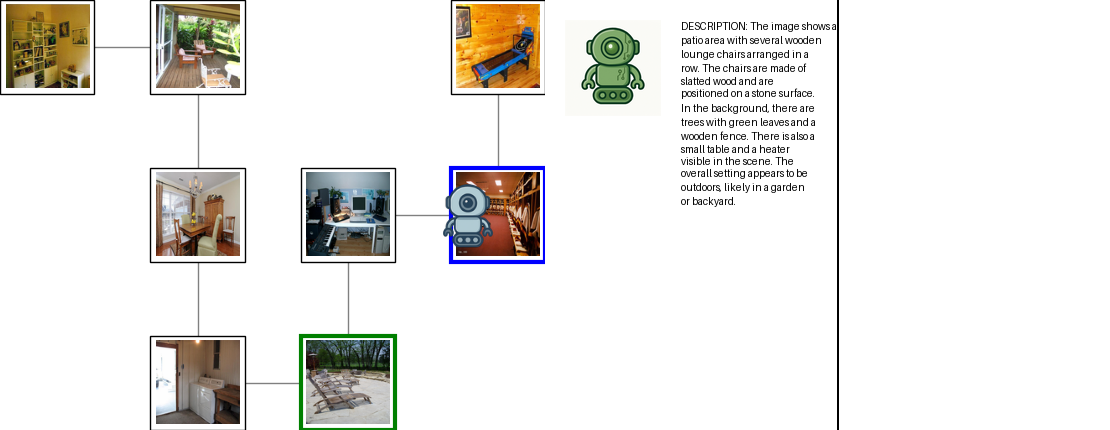 DESCRIPTION: The image shows a
patio area with several wooden
lounge chairs arranged in a
row. The chairs are made of
slatted wood and are
positioned on a stone surface.
In the background, there are
trees with green leaves and a
wooden fence. There is also a
small table and a heater
visible in the scene. The
overall setting appears to be
outdoors, likely in a garden
or backyard.